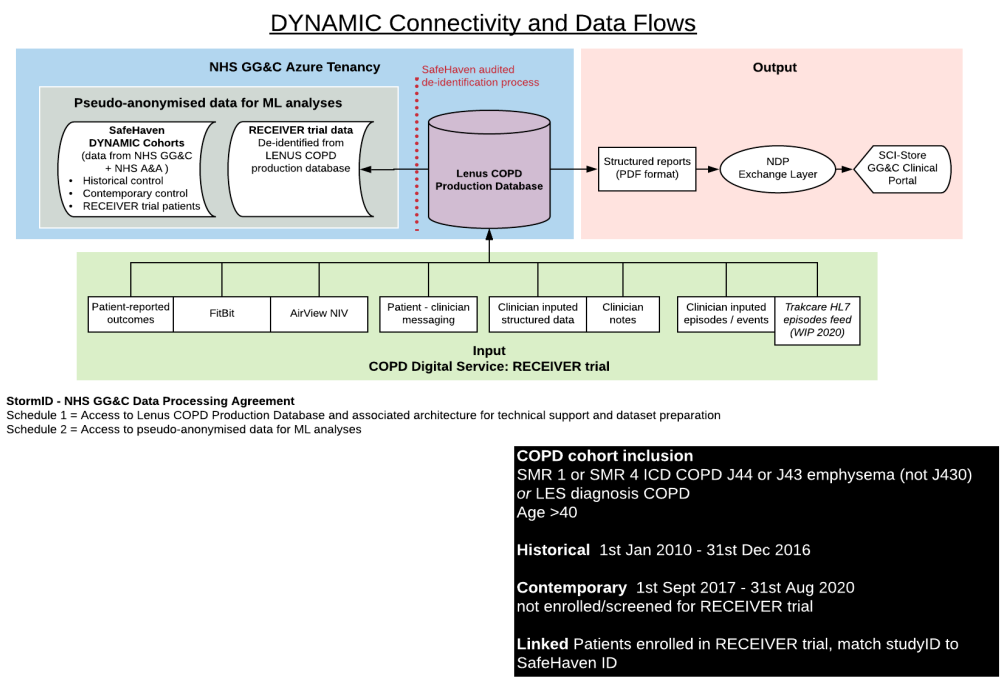 DYNAMIC Connectivity and Data Flows
NHS GG&C Azure Tenancy
SafeHaven audited
de-identification process
Output
Pseudo-anonymised data for ML analyses
SafeHaven
DYNAMIC Cohorts
(data from NHS GG&C
+ NHS A&A )
• Historical control
• Contemporary control
• RECEIVER trial patients
RECEIVER trial data
De-identified from
LENUS COPD
production database
Lenus COPD
Production Database
Structured reports
(PDF format)
NDP
Exchange Layer
SCI-Store
GG&C Clinical
Portal
Patient-reported
outcomes
FitBit
AirView NIV
Patient - clinician
messaging
Clinician inputed
structured data
Clinician
notes
Clinician inputed
episodes / events
Trakcare HL7
episodes feed
(WIP 2020)
Input
COPD Digital Service: RECEIVER trial
StormID - NHS GG&C Data Processing Agreement
Schedule 1 = Access to Lenus COPD Production Database and associated architecture for technical support and dataset preparation
Schedule 2 = Access to pseudo-anonymised data for ML analyses
COPD cohort inclusion
SMR 1 or SMR 4 ICD COPD J44 or J43 emphysema (not J430)
or LES diagnosis COPD
Age >40
Historical 1st Jan 2010 - 31st Dec 2016
Contemporary 1st Sept 2017 - 31st Aug 2020
not enrolled/screened for RECEIVER trial
Linked Patients enrolled in RECEIVER trial, match studyID to
SafeHaven ID